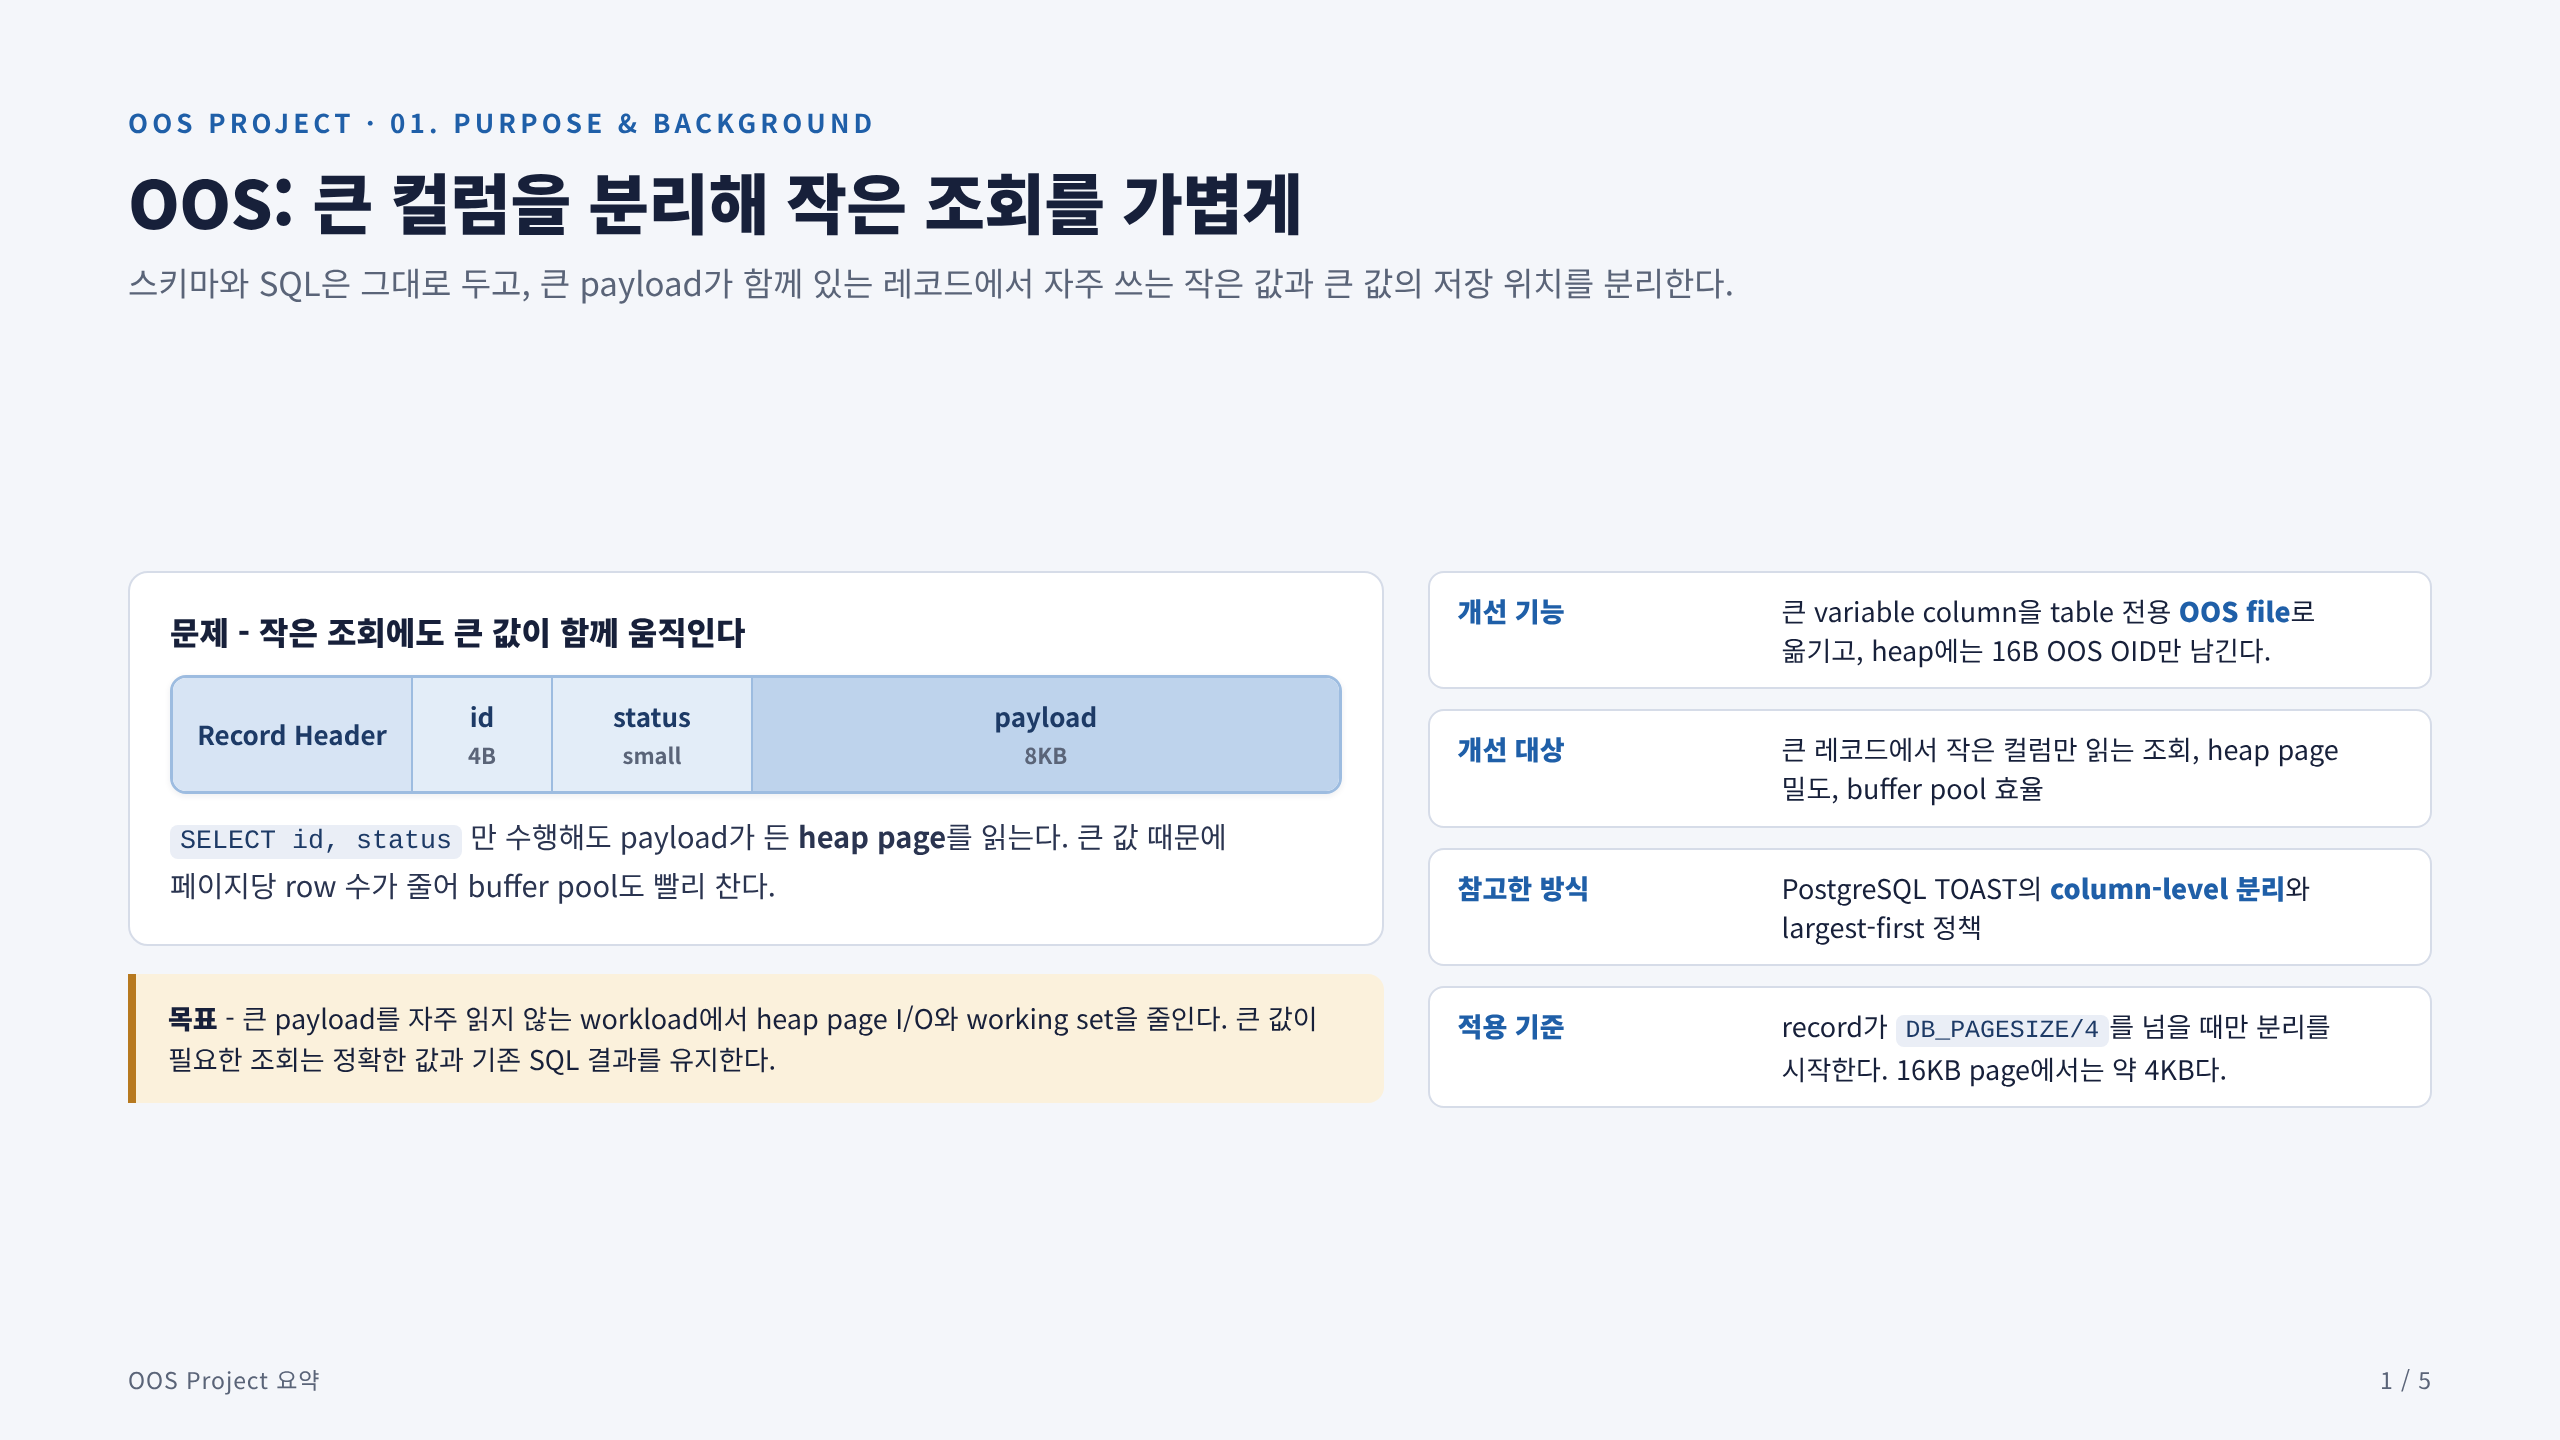 OOS PROJECT · 01. PURPOSE & BACKGROUND
OOS: 큰 컬럼을 분리해 작은 조회를 가볍게
스키마와 SQL은 그대로 두고, 큰 payload가 함께 있는 레코드에서 자주 쓰는 작은 값과 큰 값의 저장 위치를 분리한다.
문제 - 작은 조회에도 큰 값이 함께 움직인다
Record Header
id
4B
status
small
payload
8KB
SELECT id, status 만 수행해도 payload가 든 heap page를 읽는다. 큰 값 때문에
페이지당 row 수가 줄어 buffer pool도 빨리 찬다.
목표 - 큰 payload를 자주 읽지 않는 workload에서 heap page I/O와 working set을 줄인다. 큰 값이
필요한 조회는 정확한 값과 기존 SQL 결과를 유지한다.
개선 기능
큰 variable column을 table 전용 OOS file로
옮기고, heap에는 16B OOS OID만 남긴다.
개선 대상
큰 레코드에서 작은 컬럼만 읽는 조회, heap page
밀도, buffer pool 효율
참고한 방식
PostgreSQL TOAST의 column-level 분리와
largest-first 정책
적용 기준
record가 DB_PAGESIZE/4를 넘을 때만 분리를
시작한다. 16KB page에서는 약 4KB다.
OOS Project 요약
1 / 5